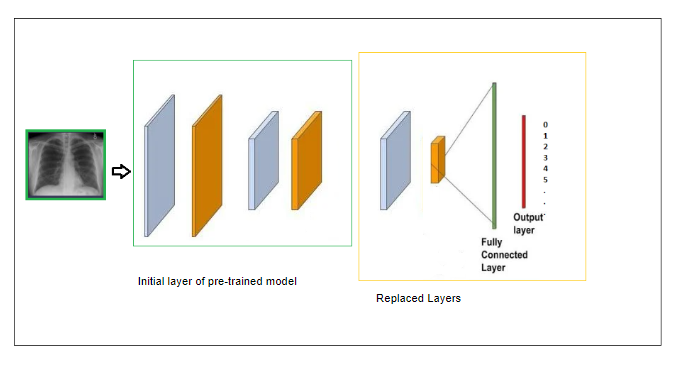 0
1
2
3
4
5
.
.
Output
layer
Fully
Connected
Layer
Initial layer of pre-trained model
Replaced Layers